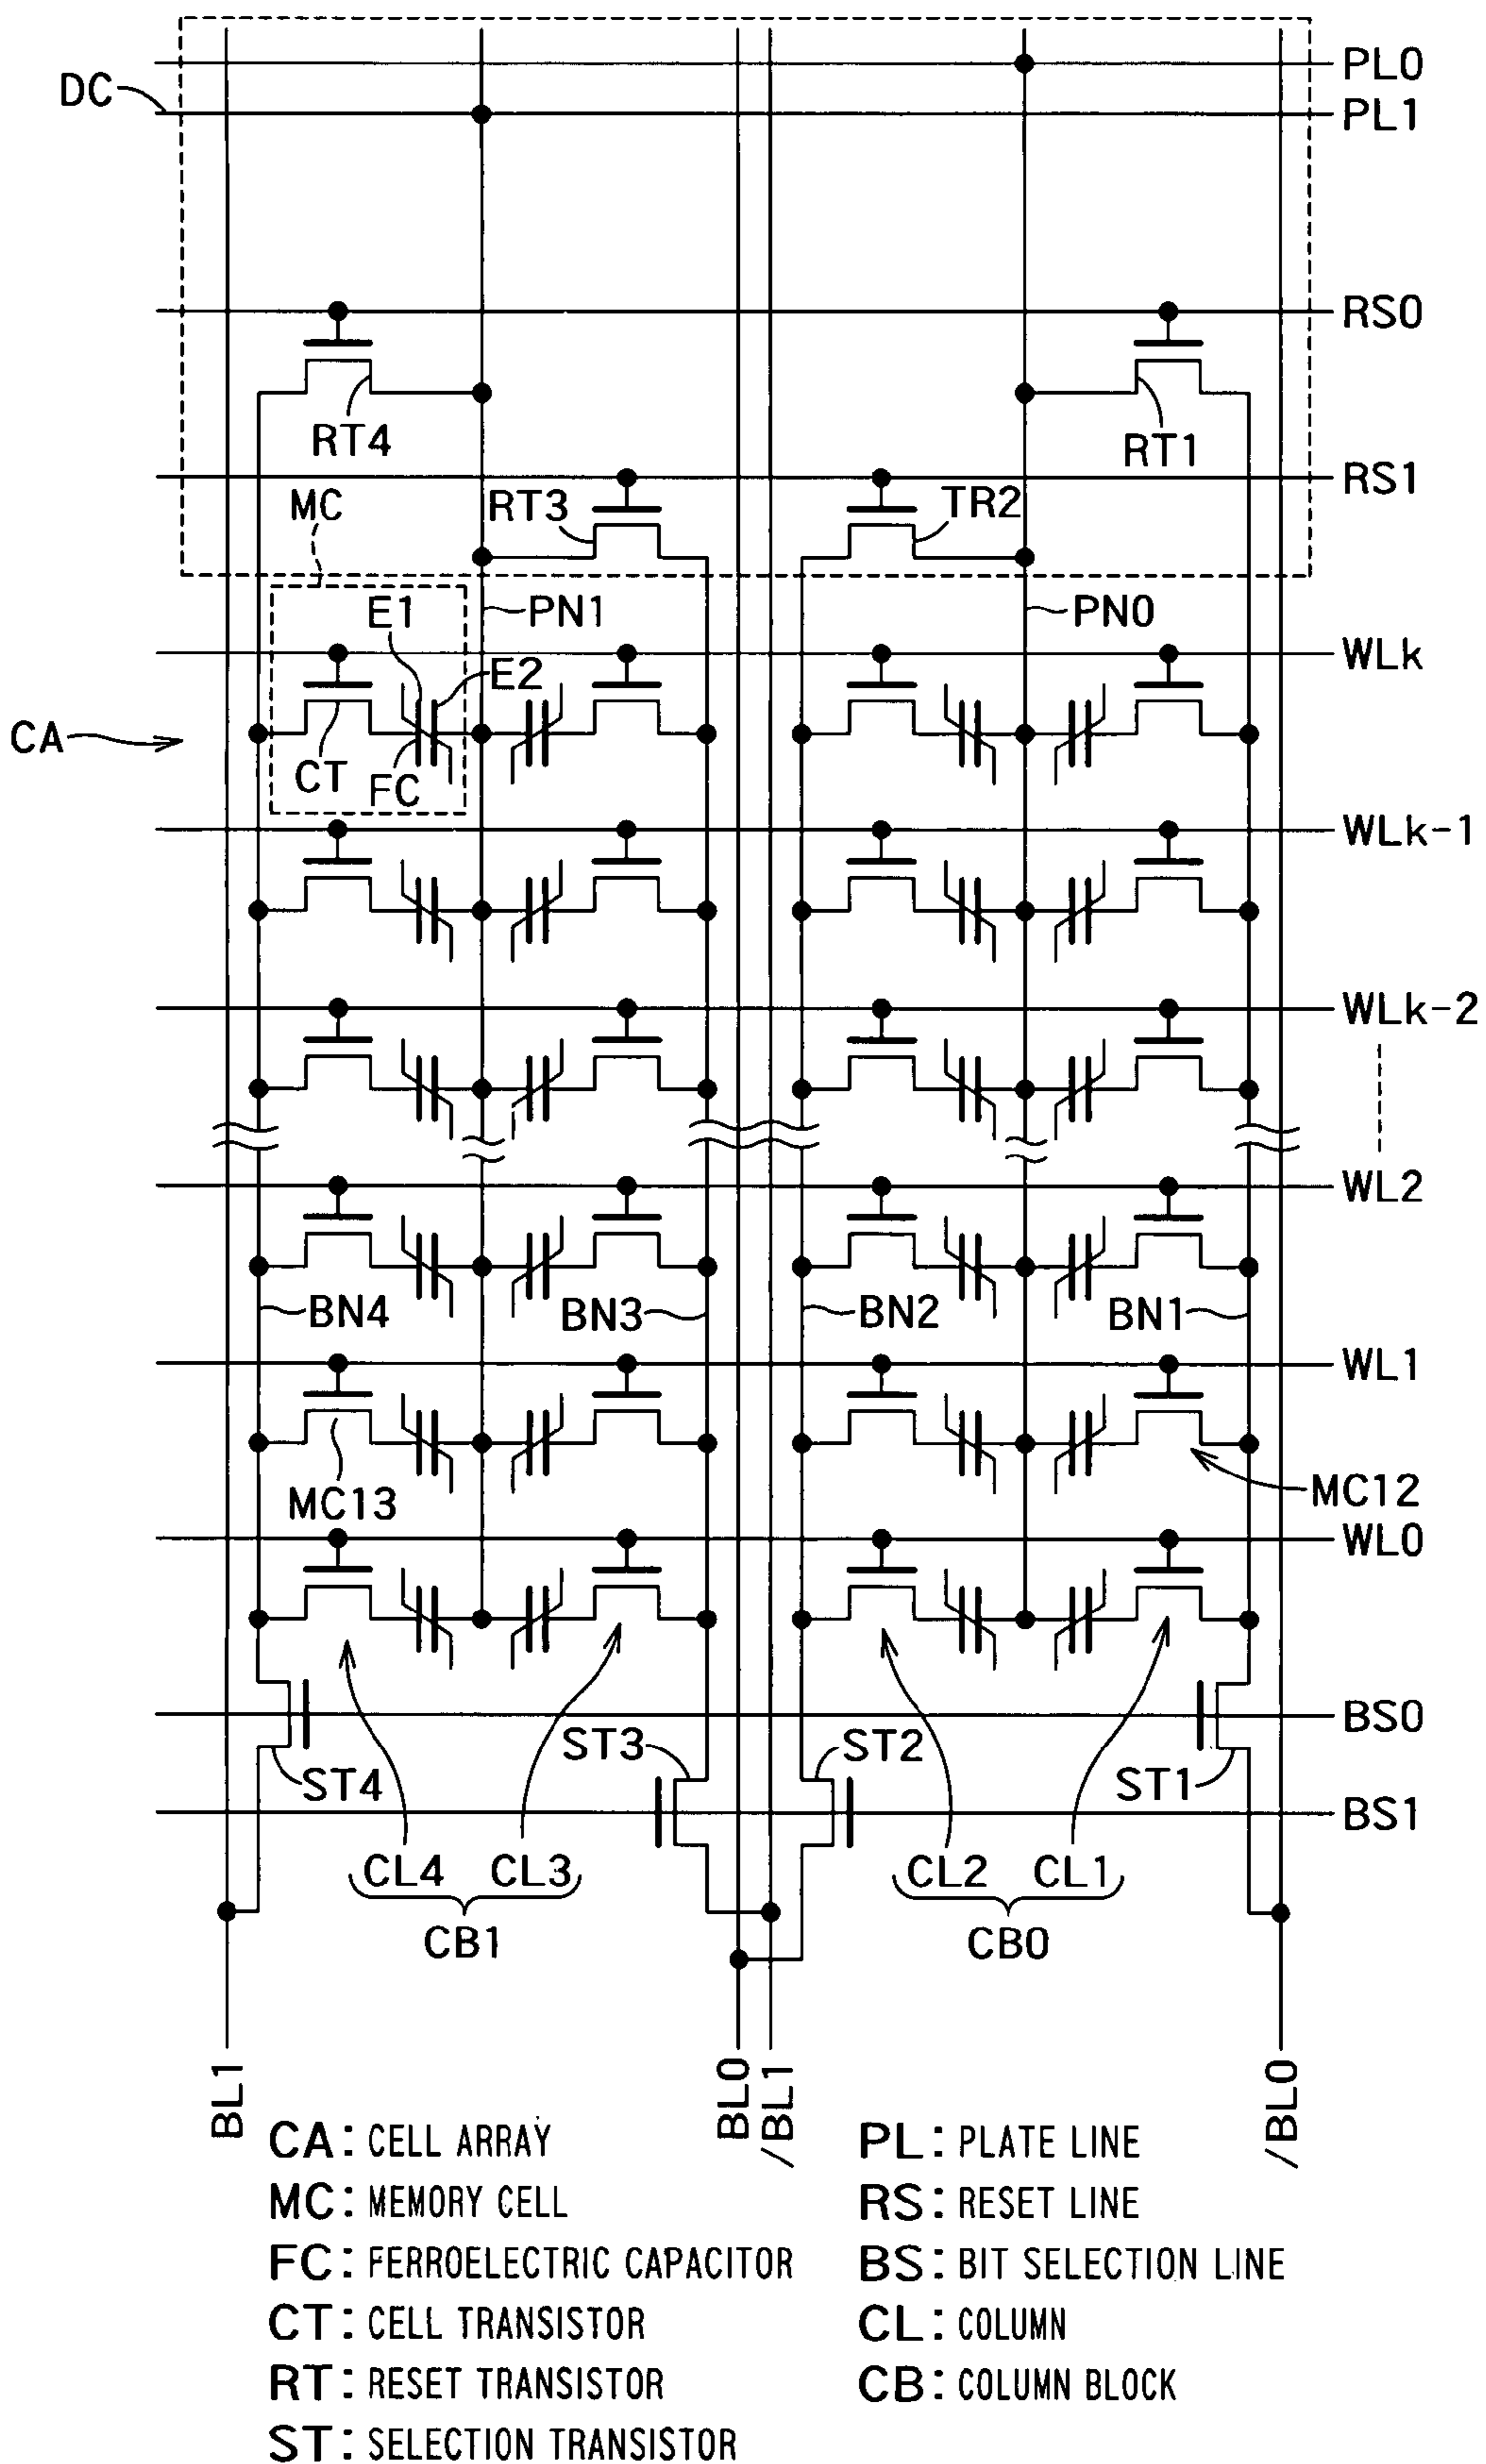 PL0
DC
PL1
RS0
RT4
RT1
RS1
MC
RT3
TR2
E1
PN1
PN0
WLk
E2
CA
CT
FC
WLk-1
WLk-2
WL2
BN4
BN3
BN2
BN1
WL1
MC13
MC12
WL0
BS0
ST3
ST2
ST4
ST1
BS1
CL4 CL3
CL2 CL1
CB1
CB0
BL1
BL0
/BL1
/BL0
CA: CELL ARRAY
MC: MEMORY CELL
FC: FERROELECTRIC CAPACITOR
CT: CELL TRANSISTOR
RT: RESET TRANSISTOR
ST: SELECTION TRANSISTOR
PL: PLATE LINE
RS: RESET LINE
BS: BIT SELECTION LINE
CL: COLUMN
CB: COLUMN BLOCK